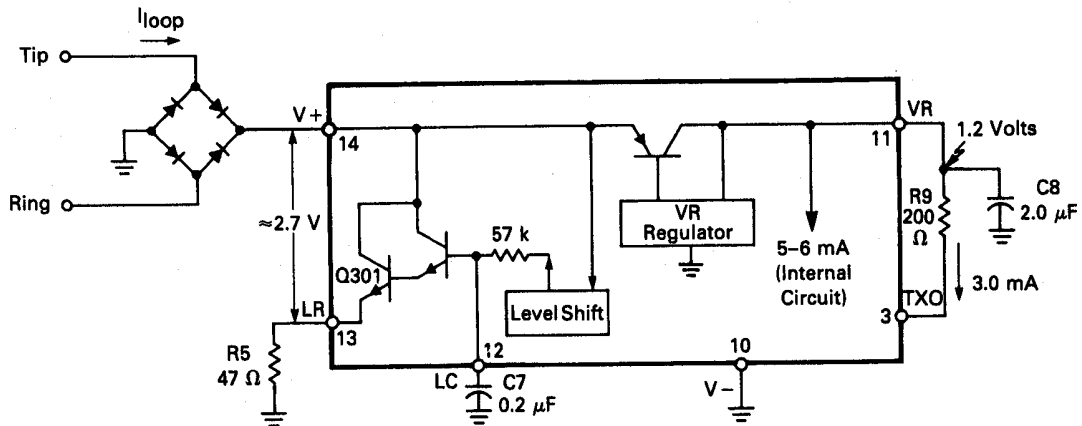 Iloop
Tip
V+
14
VR
11
1.2 Volts
Ring
≈2.7 V
57 k
VR
Regulator
R9
200
Ω
C8
2.0 μF
Q301
Level Shift
5–6 mA
(Internal
Circuit)
3.0 mA
TXO
3
LR
13
12
10
R5
47 Ω
LC
C7
0.2 μF
V−